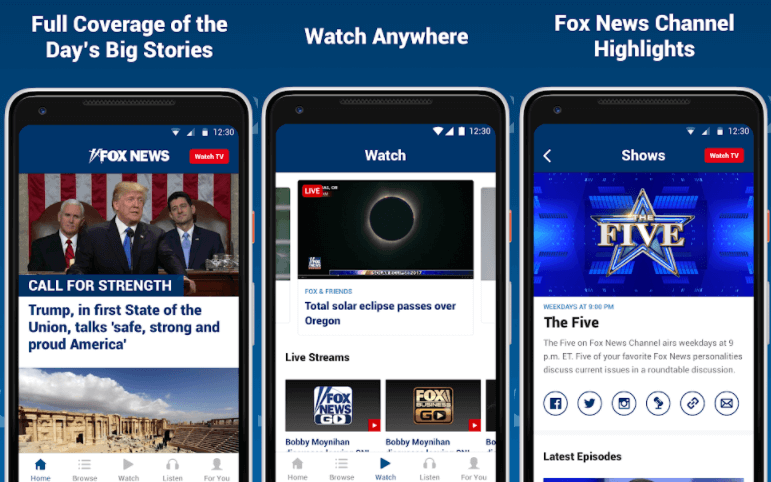 Full Coverage of the
Day's Big Stories
12:30
FOX NEWS
Watch TV
CALL FOR STRENGTH
Trump, in first State of the
Union, talks 'safe, strong and
proud America'
Home
Browse
Watch
Listen
For You
Watch Anywhere
12:30
Watch
LIVE
FOX NEWS
SOLAR ECLIPSE 2017
FOX & FRIENDS
Total solar eclipse passes over
Oregon
Live Streams
FOX
NEWS
GO
FOX
BUSINESS
GO
Bobby Moynihan
Bobby Moynihan
Home
Browse
Watch
Listen
For You
Fox News Channel
Highlights
12:30
Shows
Watch TV
THE
FIVE
WEEKDAYS AT 9:00 PM
The Five
The Five on Fox News Channel airs weekdays at 9
p.m. ET. Five of your favorite Fox News personalities
discuss current issues in a roundtable discussion.
Latest Episodes